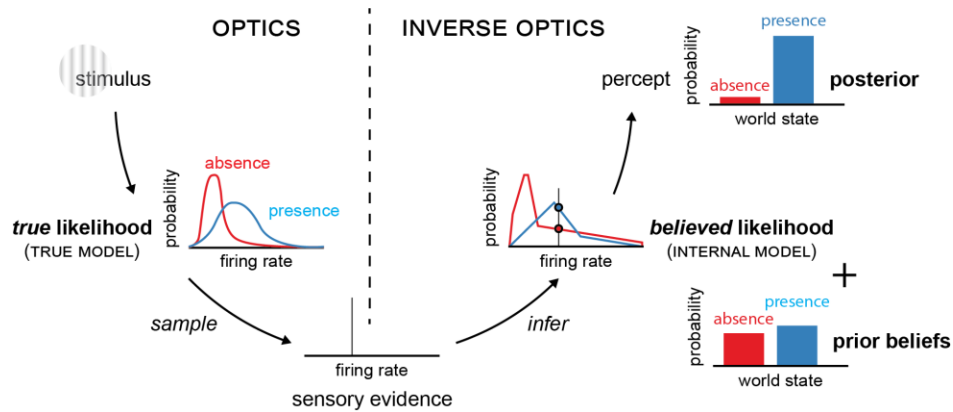 OPTICS
INVERSE OPTICS
stimulus
absence
presence
probability
firing rate
true likelihood
(TRUE MODEL)
sample
firing rate
sensory evidence
infer
probability
firing rate
believed likelihood
(INTERNAL MODEL)
+
probability
absence
presence
world state
prior beliefs
percept
probability
absence
presence
world state
posterior